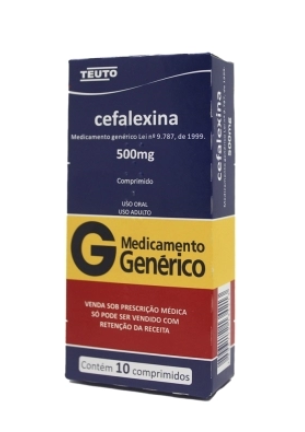 TEUTO
cefalexina
Medicamento genérico Lei nº 9.787, de 1999.
500mg
Comprimido
USO ORAL
USO ADULTO
G Medicamento
Genérico
VENDA SOB PRESCRIÇÃO MÉDICA
SÓ PODE SER VENDIDO COM
RETENÇÃO DA RECEITA
Contém 10 comprimidos
cefalexina
500mg